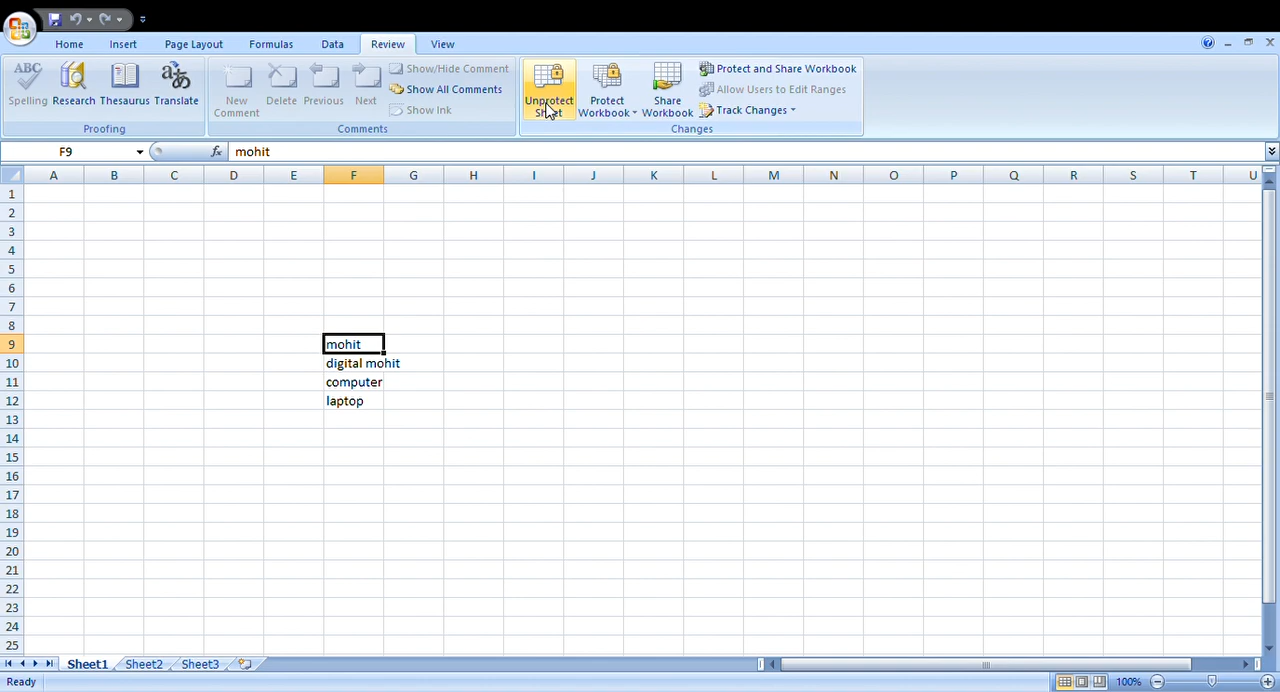 Home Insert Page Layout Formulas Data Review View
ABC
Spelling Research Thesaurus Translate
Proofing
New Comment Delete Previous Next
Show/Hide Comment
Show All Comments
Show Ink
Comments
Unprotect Sheet
Protect Workbook
Share Workbook
Protect and Share Workbook
Allow Users to Edit Ranges
Track Changes
Changes
F9 fx mohit
A B C D E F G H I J K L M N O P Q R S T U
1
2
3
4
5
6
7
8
9 mohit
10 digital mohit
11 computer
12 laptop
13
14
15
16
17
18
19
20
21
22
23
24
25
Sheet1 Sheet2 Sheet3
Ready 100%